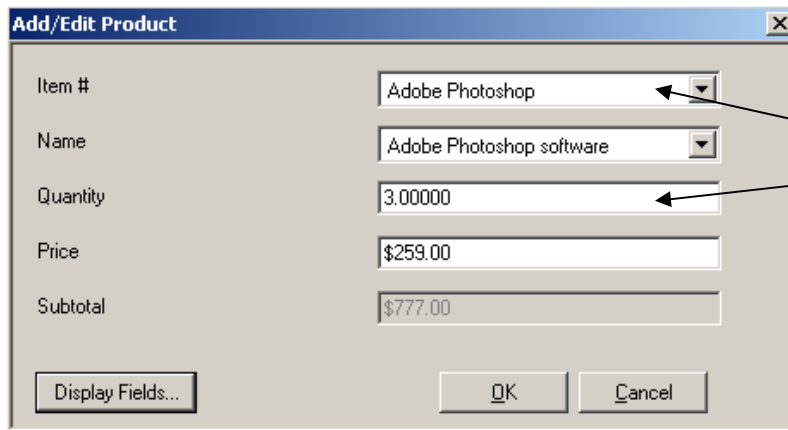 Add/Edit Product
Item # Adobe Photoshop
Name Adobe Photoshop software
Quantity 3.00000
Price $259.00
Subtotal $777.00
Display Fields... OK Cancel